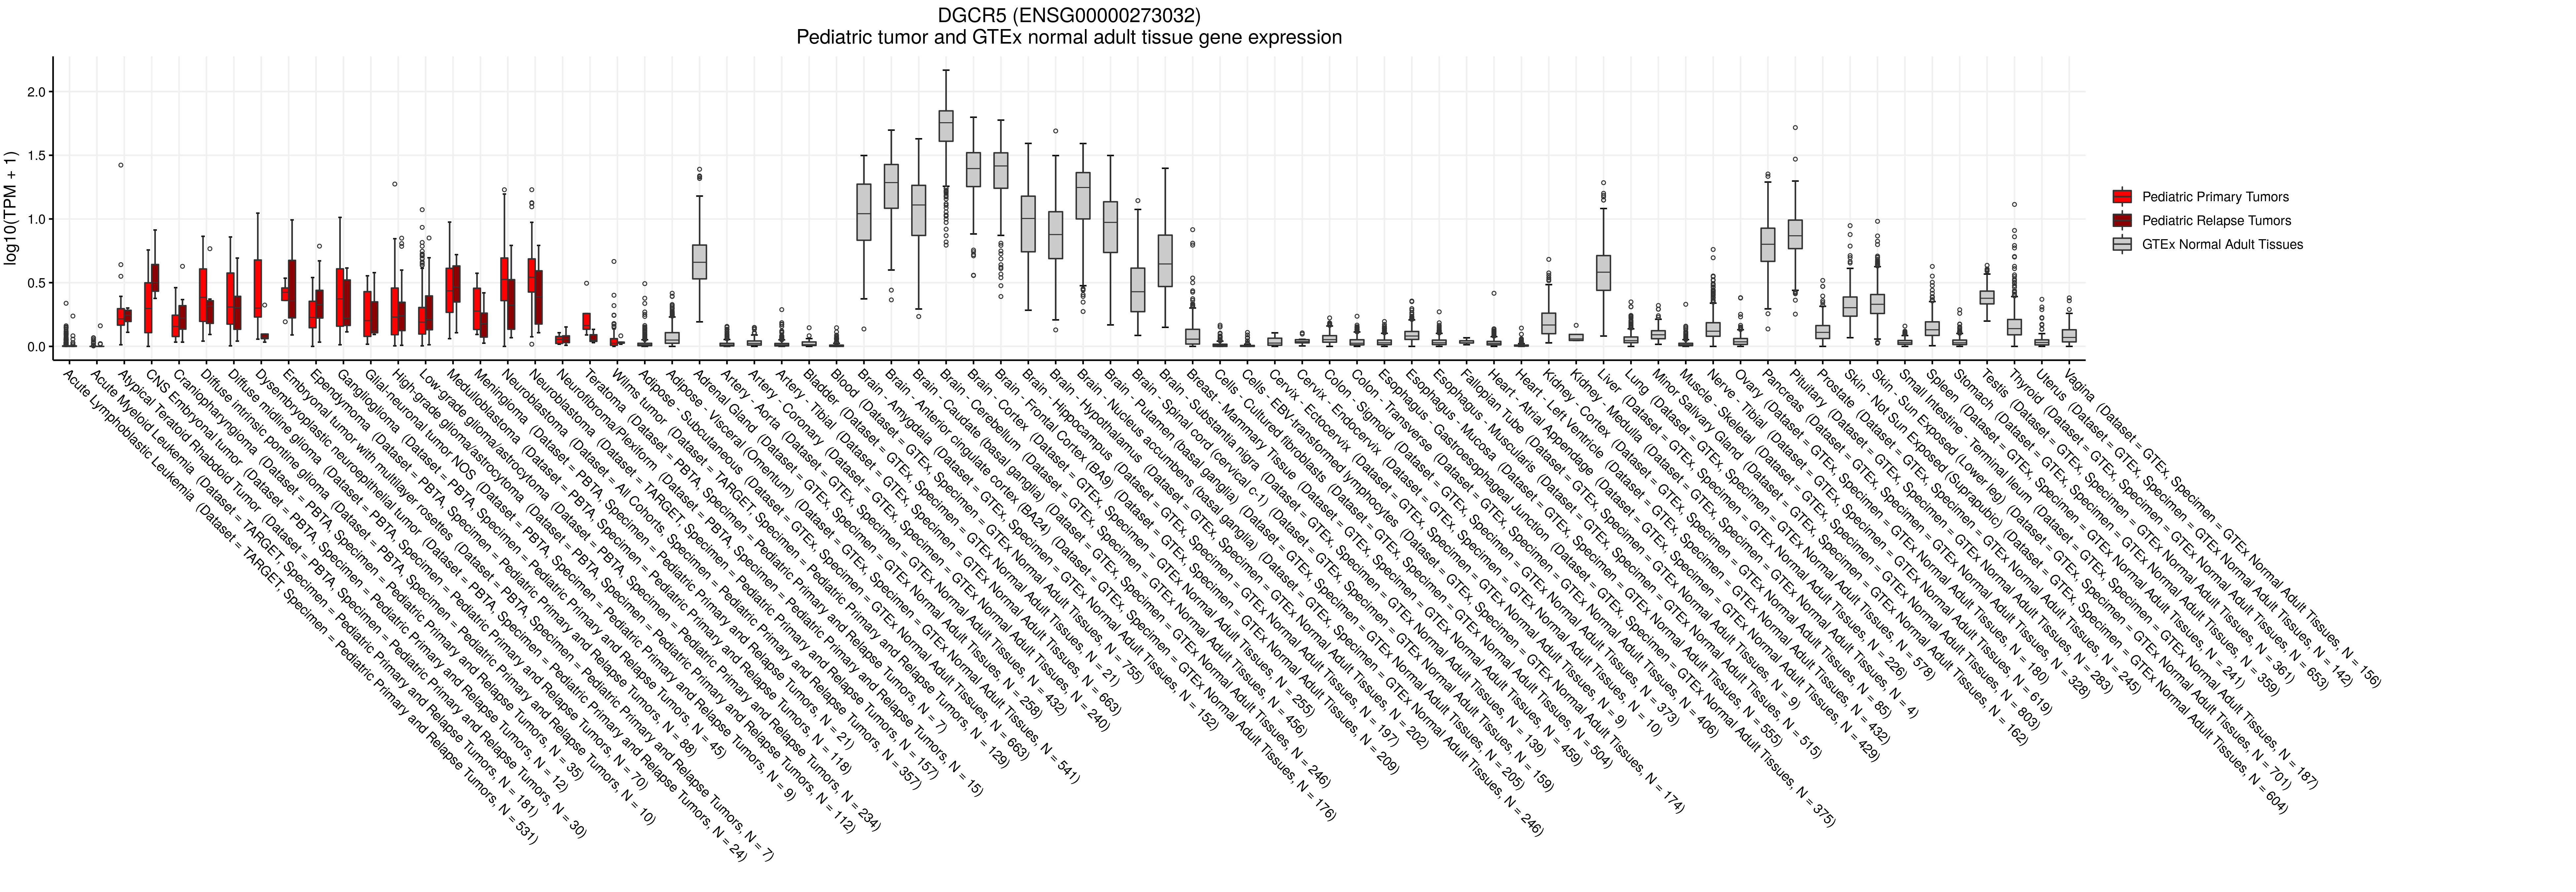 DGCR5 (ENSG00000273032)
Pediatric tumor and GTEx normal adult tissue gene expression
log10(TPM + 1)
2.0
1.5
1.0
0.5
0.0
Pediatric Primary Tumors
Pediatric Relapse Tumors
GTEx Normal Adult Tissues
Acute Lymphoblastic Leukemia (Dataset = TARGET, Specimen = Pediatric Primary and Relapse Tumors, N = 531)
Acute Myeloid Leukemia (Dataset = TARGET, Specimen = Pediatric Primary and Relapse Tumors, N = 181)
Atypical Teratoid Rhabdoid Tumor (Dataset = PBTA, Specimen = Pediatric Primary and Relapse Tumors, N = 30)
CNS Embryonal tumor (Dataset = PBTA, Specimen = Pediatric Primary and Relapse Tumors, N = 12)
Craniopharyngioma (Dataset = PBTA, Specimen = Pediatric Primary and Relapse Tumors, N = 35)
Diffuse intrinsic pontine glioma (Dataset = PBTA, Specimen = Pediatric Primary and Relapse Tumors, N = 10)
Diffuse midline glioma (Dataset = PBTA, Specimen = Pediatric Primary and Relapse Tumors, N = 70)
Dysembryoplastic neuroepithelial tumor (Dataset = PBTA, Specimen = Pediatric Primary and Relapse Tumors, N = 24)
Embryonal tumor with multilayer rosettes (Dataset = PBTA, Specimen = Pediatric Primary and Relapse Tumors, N = 7)
Ependymoma (Dataset = PBTA, Specimen = Pediatric Primary and Relapse Tumors, N = 88)
Ganglioglioma (Dataset = PBTA, Specimen = Pediatric Primary and Relapse Tumors, N = 45)
Glial-neuronal tumor NOS (Dataset = PBTA, Specimen = Pediatric Primary and Relapse Tumors, N = 9)
High-grade glioma/astrocytoma (Dataset = PBTA, Specimen = Pediatric Primary and Relapse Tumors, N = 112)
Low-grade glioma/astrocytoma (Dataset = PBTA, Specimen = Pediatric Primary and Relapse Tumors, N = 234)
Medulloblastoma (Dataset = PBTA, Specimen = Pediatric Primary and Relapse Tumors, N = 118)
Meningioma (Dataset = PBTA, Specimen = Pediatric Primary and Relapse Tumors, N = 21)
Neuroblastoma (Dataset = All Cohorts, Specimen = Pediatric Primary and Relapse Tumors, N = 357)
Neuroblastoma (Dataset = TARGET, Specimen = Pediatric Primary and Relapse Tumors, N = 157)
Neurofibroma/Plexiform (Dataset = PBTA, Specimen = Pediatric Primary and Relapse Tumors, N = 15)
Teratoma (Dataset = PBTA, Specimen = Pediatric Primary and Relapse Tumors, N = 7)
Wilms tumor (Dataset = TARGET, Specimen = Pediatric Primary and Relapse Tumors, N = 129)
Adipose - Subcutaneous (Dataset = GTEx, Specimen = GTEx Normal Adult Tissues, N = 663)
Adipose - Visceral (Omentum) (Dataset = GTEx, Specimen = GTEx Normal Adult Tissues, N = 541)
Adrenal Gland (Dataset = GTEx, Specimen = GTEx Normal Adult Tissues, N = 258)
Artery - Aorta (Dataset = GTEx, Specimen = GTEx Normal Adult Tissues, N = 432)
Artery - Coronary (Dataset = GTEx, Specimen = GTEx Normal Adult Tissues, N = 240)
Artery - Tibial (Dataset = GTEx, Specimen = GTEx Normal Adult Tissues, N = 663)
Bladder (Dataset = GTEx, Specimen = GTEx Normal Adult Tissues, N = 21)
Blood (Dataset = GTEx, Specimen = GTEx Normal Adult Tissues, N = 755)
Brain - Amygdala (Dataset = GTEx, Specimen = GTEx Normal Adult Tissues, N = 152)
Brain - Anterior cingulate cortex (BA24) (Dataset = GTEx, Specimen = GTEx Normal Adult Tissues, N = 176)
Brain - Caudate (basal ganglia) (Dataset = GTEx, Specimen = GTEx Normal Adult Tissues, N = 246)
Brain - Cerebellum (Dataset = GTEx, Specimen = GTEx Normal Adult Tissues, N = 456)
Brain - Cortex (Dataset = GTEx, Specimen = GTEx Normal Adult Tissues, N = 255)
Brain - Frontal Cortex (BA9) (Dataset = GTEx, Specimen = GTEx Normal Adult Tissues, N = 209)
Brain - Hippocampus (Dataset = GTEx, Specimen = GTEx Normal Adult Tissues, N = 197)
Brain - Hypothalamus (Dataset = GTEx, Specimen = GTEx Normal Adult Tissues, N = 202)
Brain - Nucleus accumbens (basal ganglia) (Dataset = GTEx, Specimen = GTEx Normal Adult Tissues, N = 246)
Brain - Putamen (basal ganglia) (Dataset = GTEx, Specimen = GTEx Normal Adult Tissues, N = 205)
Brain - Spinal cord (cervical c-1) (Dataset = GTEx, Specimen = GTEx Normal Adult Tissues, N = 159)
Brain - Substantia nigra (Dataset = GTEx, Specimen = GTEx Normal Adult Tissues, N = 139)
Breast - Mammary Tissue (Dataset = GTEx, Specimen = GTEx Normal Adult Tissues, N = 459)
Cells - Cultured fibroblasts (Dataset = GTEx, Specimen = GTEx Normal Adult Tissues, N = 504)
Cells - EBV-transformed lymphocytes (Dataset = GTEx, Specimen = GTEx Normal Adult Tissues, N = 174)
Cervix - Ectocervix (Dataset = GTEx, Specimen = GTEx Normal Adult Tissues, N = 9)
Cervix - Endocervix (Dataset = GTEx, Specimen = GTEx Normal Adult Tissues, N = 10)
Colon - Sigmoid (Dataset = GTEx, Specimen = GTEx Normal Adult Tissues, N = 373)
Colon - Transverse (Dataset = GTEx, Specimen = GTEx Normal Adult Tissues, N = 406)
Esophagus - Gastroesophageal Junction (Dataset = GTEx, Specimen = GTEx Normal Adult Tissues, N = 375)
Esophagus - Mucosa (Dataset = GTEx, Specimen = GTEx Normal Adult Tissues, N = 555)
Esophagus - Muscularis (Dataset = GTEx, Specimen = GTEx Normal Adult Tissues, N = 515)
Fallopian Tube (Dataset = GTEx, Specimen = GTEx Normal Adult Tissues, N = 9)
Heart - Atrial Appendage (Dataset = GTEx, Specimen = GTEx Normal Adult Tissues, N = 429)
Heart - Left Ventricle (Dataset = GTEx, Specimen = GTEx Normal Adult Tissues, N = 432)
Kidney - Cortex (Dataset = GTEx, Specimen = GTEx Normal Adult Tissues, N = 85)
Kidney - Medulla (Dataset = GTEx, Specimen = GTEx Normal Adult Tissues, N = 4)
Liver (Dataset = GTEx, Specimen = GTEx Normal Adult Tissues, N = 226)
Lung (Dataset = GTEx, Specimen = GTEx Normal Adult Tissues, N = 578)
Minor Salivary Gland (Dataset = GTEx, Specimen = GTEx Normal Adult Tissues, N = 162)
Muscle - Skeletal (Dataset = GTEx, Specimen = GTEx Normal Adult Tissues, N = 803)
Nerve - Tibial (Dataset = GTEx, Specimen = GTEx Normal Adult Tissues, N = 619)
Ovary (Dataset = GTEx, Specimen = GTEx Normal Adult Tissues, N = 180)
Pancreas (Dataset = GTEx, Specimen = GTEx Normal Adult Tissues, N = 328)
Pituitary (Dataset = GTEx, Specimen = GTEx Normal Adult Tissues, N = 283)
Prostate (Dataset = GTEx, Specimen = GTEx Normal Adult Tissues, N = 245)
Skin - Not Sun Exposed (Suprapubic) (Dataset = GTEx, Specimen = GTEx Normal Adult Tissues, N = 604)
Skin - Sun Exposed (Lower leg) (Dataset = GTEx, Specimen = GTEx Normal Adult Tissues, N = 701)
Small Intestine - Terminal Ileum (Dataset = GTEx, Specimen = GTEx Normal Adult Tissues, N = 187)
Spleen (Dataset = GTEx, Specimen = GTEx Normal Adult Tissues, N = 241)
Stomach (Dataset = GTEx, Specimen = GTEx Normal Adult Tissues, N = 359)
Testis (Dataset = GTEx, Specimen = GTEx Normal Adult Tissues, N = 361)
Thyroid (Dataset = GTEx, Specimen = GTEx Normal Adult Tissues, N = 653)
Uterus (Dataset = GTEx, Specimen = GTEx Normal Adult Tissues, N = 142)
Vagina (Dataset = GTEx, Specimen = GTEx Normal Adult Tissues, N = 156)